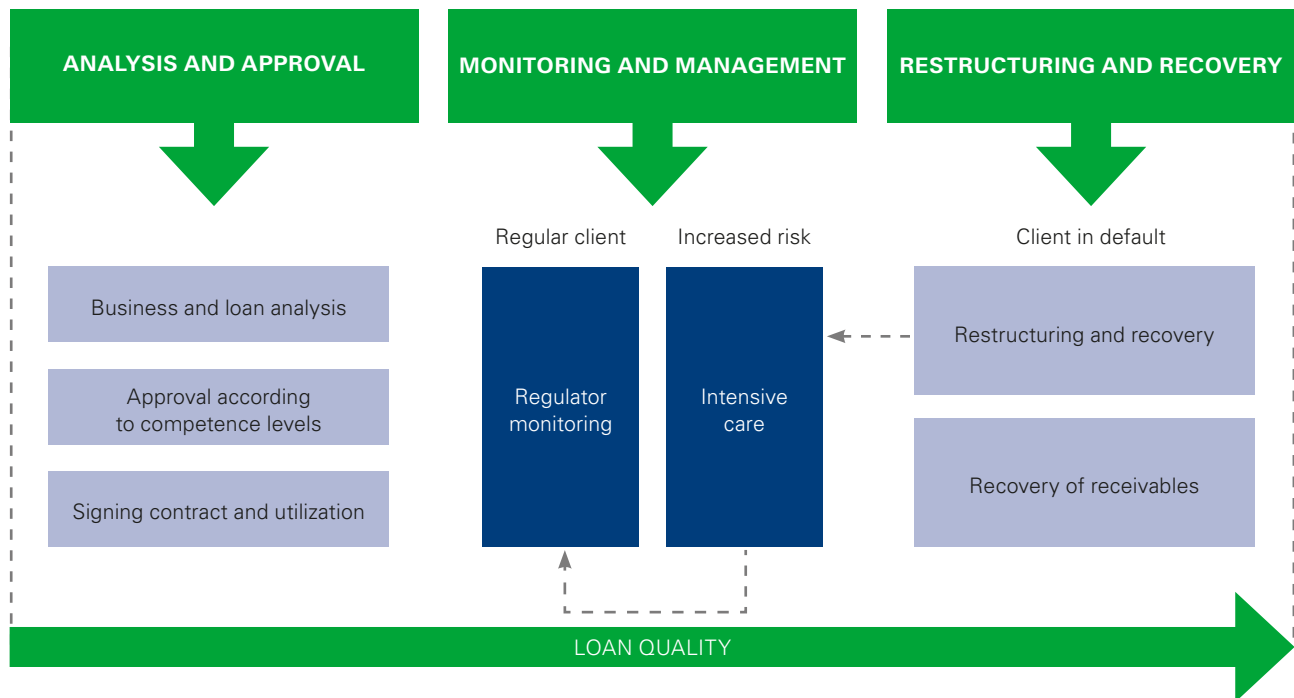 ANALYSIS AND APPROVAL
MONITORING AND MANAGEMENT
RESTRUCTURING AND RECOVERY
Regular client
Increased risk
Client in default
Business and loan analysis
Approval according
to competence levels
Signing contract and utilization
Regulator
monitoring
Intensive
care
Restructuring and recovery
Recovery of receivables
LOAN QUALITY